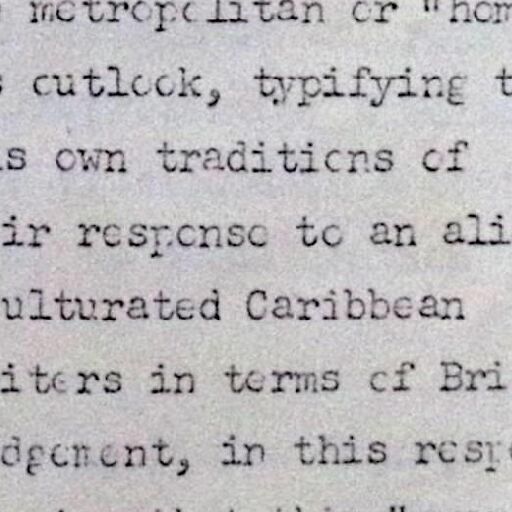 metropolitan or "hom
outlook, typifying t
s own traditions of
ir response to an ali
ulturated Caribbean
iters in terms of Bri
dgement, in this resp